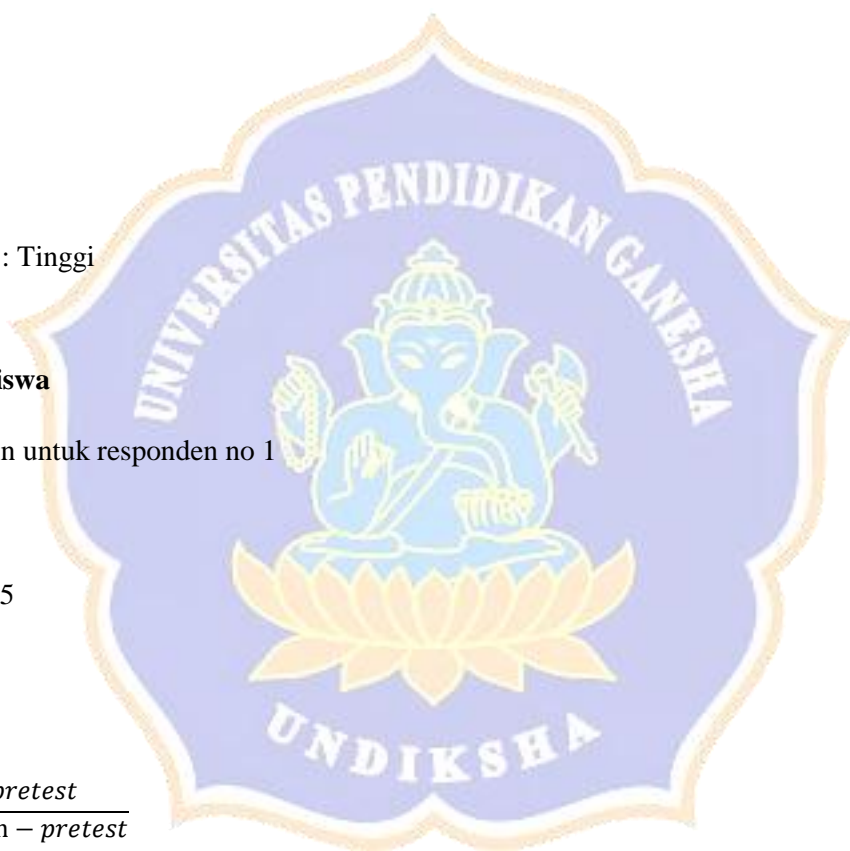 UNIVERSITAS PENDIDIKAN GANESHA
: Tinggi
iswa
n untuk responden no 1
5
UNDIKSHA
pretest
n − pretest